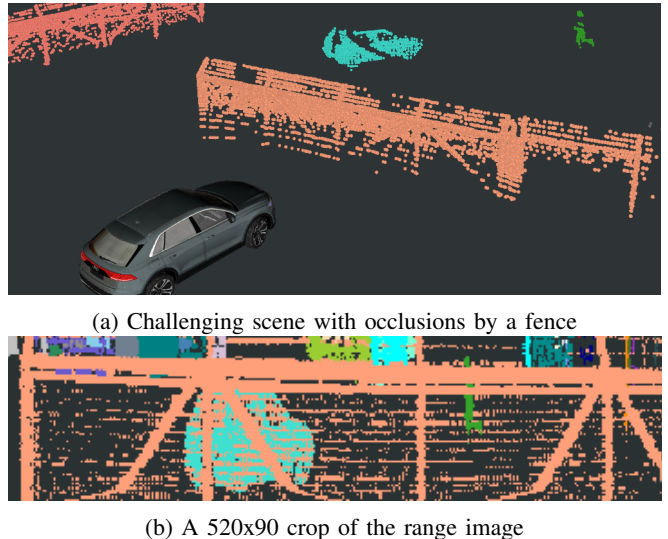 (a) Challenging scene with occlusions by a fence
(b) A 520x90 crop of the range image